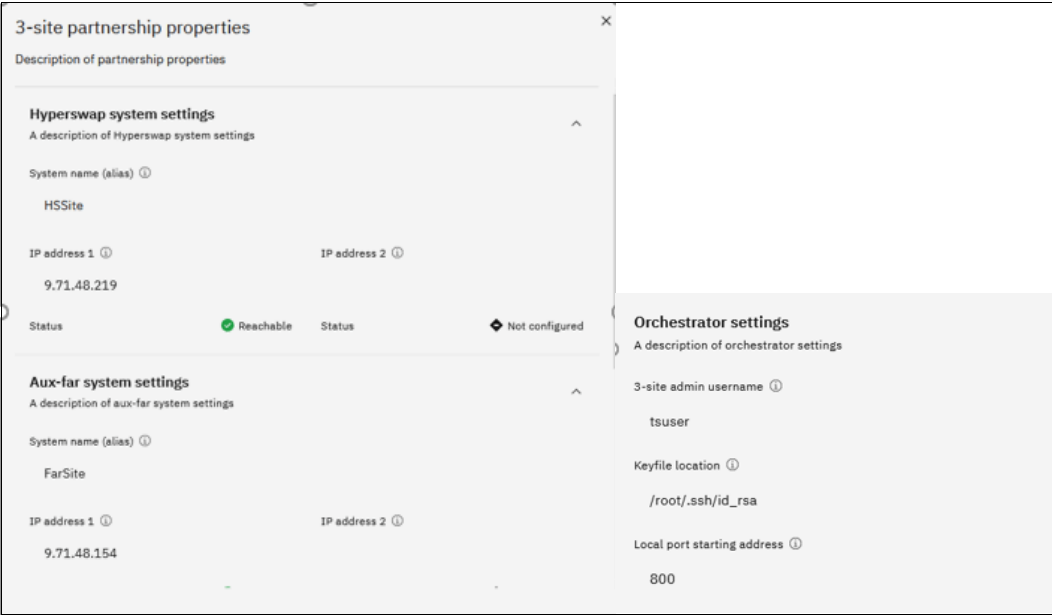 3-site partnership properties
Description of partnership properties
Hyperswap system settings
A description of Hyperswap system settings
System name (alias)
HSSite
IP address 1 IP address 2
9.71.48.219
Status Reachable Status Not configured
Aux-far system settings
A description of aux-far system settings
System name (alias)
FarSite
IP address 1 IP address 2
9.71.48.154
Orchestrator settings
A description of orchestrator settings
3-site admin username
tsuser
Keyfile location
/root/.ssh/id_rsa
Local port starting address
800